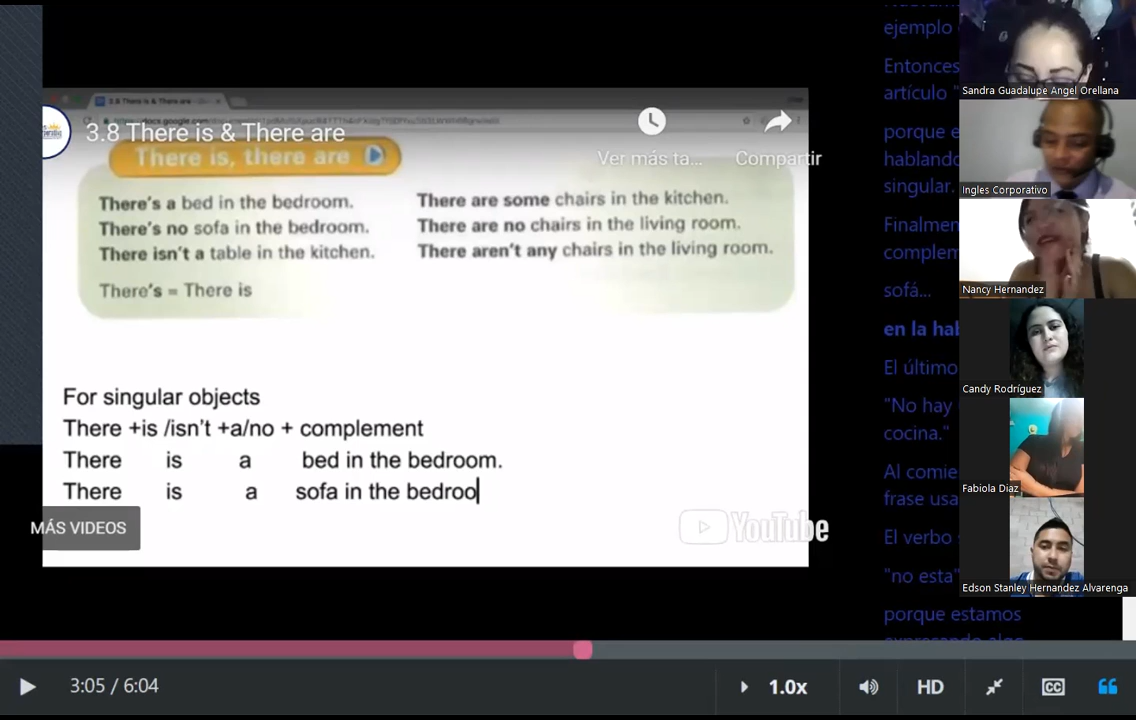 3.8 There is & There are
Ver más ta...
Compartir
There is, there are
There's a bed in the bedroom.
There's no sofa in the bedroom.
There isn't a table in the kitchen.
There's = There is
There are some chairs in the kitchen.
There are no chairs in the living room.
There aren't any chairs in the living room.
For singular objects
There +is /isn't +a/no + complement
There is a bed in the bedroom.
There is a sofa in the bedroo
MÁS VIDEOS
YouTube
ejemplo
Entonces
artículo "
porque e
hablando
singular.
Finalmen
complem
sofá...
en la hab
El último
"No hay
cocina."
Al comie
frase usa
El verbo
"no esta"
porque estamos
Sandra Guadalupe Angel Orellana
Ingles Corporativo
Nancy Hernandez
Candy Rodríguez
Fabiola Diaz
Edson Stanley Hernandez Alvarenga
3:05 / 6:04
1.0x
HD
CC